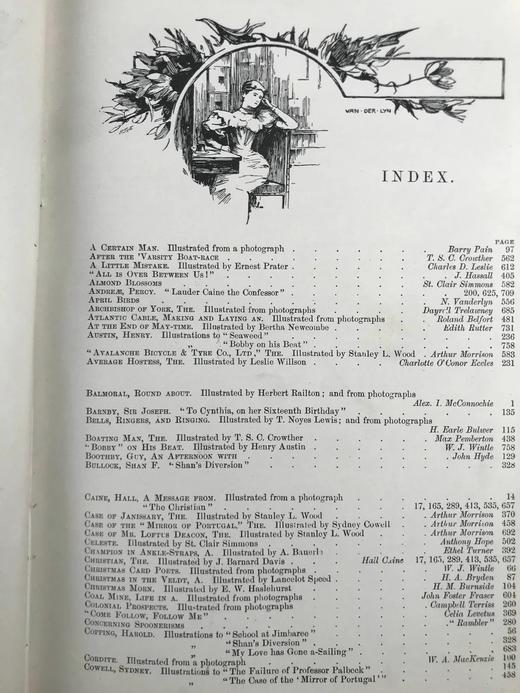 VAN·DER·LYN
INDEX.
PAGE
A CERTAIN MAN. Illustrated from a photograph . . . . Barry Pain 97
AFTER THE 'VARSITY BOAT-RACE . . . . T. S. C. Crowther 562
A LITTLE MISTAKE. Illustrated by Ernest Prater . . . . Charles D. Leslie 612
"ALL IS OVER BETWEEN US!" . . . . J. Hassall 405
ALMOND BLOSSOMS . . . . St. Clair Simmons 582
ANDREÆ, PERCY. "Lauder Caine the Confessor" . . . . 200, 625, 709
APRIL BIRDS . . . . N. Vanderlyn 556
ARCHBISHOP OF YORK, THE. Illustrated from photographs . . . . Dayr'l Trelawney 685
ATLANTIC CABLE, MAKING AND LAYING AN. Illustrated from photographs . . . . Roland Belfort 481
AT THE END OF MAY-TIME. Illustrated by Bertha Newcombe . . . . Edith Rutter 731
AUSTIN, HENRY. Illustrations to "Seaweed" . . . . 236
" "Bobby on his Beat" . . . . 758
"AVALANCHE BICYCLE & TYRE CO., LTD," THE. Illustrated by Stanley L. Wood . Arthur Morrison 583
AVERAGE HOSTESS, THE. Illustrated by Leslie Willson . . . . Charlotte O'Conor Eccles 231
BALMORAL, ROUND ABOUT. Illustrated by Herbert Railton; and from photographs
Alex. I. McConnochie 1
BARNBY, SIR JOSEPH. "To Cynthia, on her Sixteenth Birthday" . . . . 135
BELLS, RINGERS, AND RINGING. Illustrated by T. Noyes Lewis; and from photographs
H. Earle Bulwer 115
BOATING MAN, THE. Illustrated by T. S. C. Crowther . . . . Max Pemberton 438
"BOBBY" ON HIS BEAT. Illustrated by Henry Austin . . . . W. J. Wintle 758
BOOTHBY, GUY, AN AFTERNOON WITH . . . . John Hyde 129
BULLOCK, SHAN F. "Shan's Diversion" . . . . 328
CAINE, HALL, A MESSAGE FROM. Illustrated from a photograph . . . . 14
" "The Christian" . . . . 17, 165, 289, 413, 535, 657
CASE OF JANISSARY, THE. Illustrated by Stanley L. Wood . . . . Arthur Morrison 370
CASE OF THE "MIRROR OF PORTUGAL," THE. Illustrated by Sydney Cowell . Arthur Morrison 458
CASE OF MR. LOFTUS DEACON, THE. Illustrated by Stanley L. Wood . . . . Arthur Morrison 692
CELESTE. Illustrated by St. Clair Simmons . . . . Anthony Hope 502
CHAMPION IN ANKLE-STRAPS, A. Illustrated by A. Bauerle . . . . Ethel Turner 392
CHRISTIAN, THE. Illustrated by J. Barnard Davis . . Hall Caine 17, 165, 289, 413, 535, 657
CHRISTMAS CARD POETS. Illustrated from photographs . . . . W. J. Wintle 66
CHRISTMAS IN THE VELDT, A. Illustrated by Lancelot Speed . . . . H. A. Bryden 87
CHRISTMAS MORN. Illustrated by E. W. Haslehurst . . . . H. M. Burnside 104
COAL MINE, LIFE IN A. Illustrated from photographs . . . . John Foster Fraser 604
COLONIAL PROSPECTS. Illustrated from photographs . . . . Campbell Terriss 260
"COME FOLLOW, FOLLOW ME" . . . . Celia Levetus 369
CONCERNING SPOONERISMS . . . . "Rambler" 280
COPPING, HAROLD. Illustrations to "School at Jimbaree" . . . . 56
" "Shan's Diversion" . . . . 328
" "My Love has Gone a-Sailing" . . . . 683
CORDITE. Illustrated from a photograph . . . . W. A. MacKenzie 100
COWELL, SYDNEY. Illustrations to "The Failure of Professor Palbeck" . . . . 145
" "The Case of the 'Mirror of Portugal'" . . . . 458